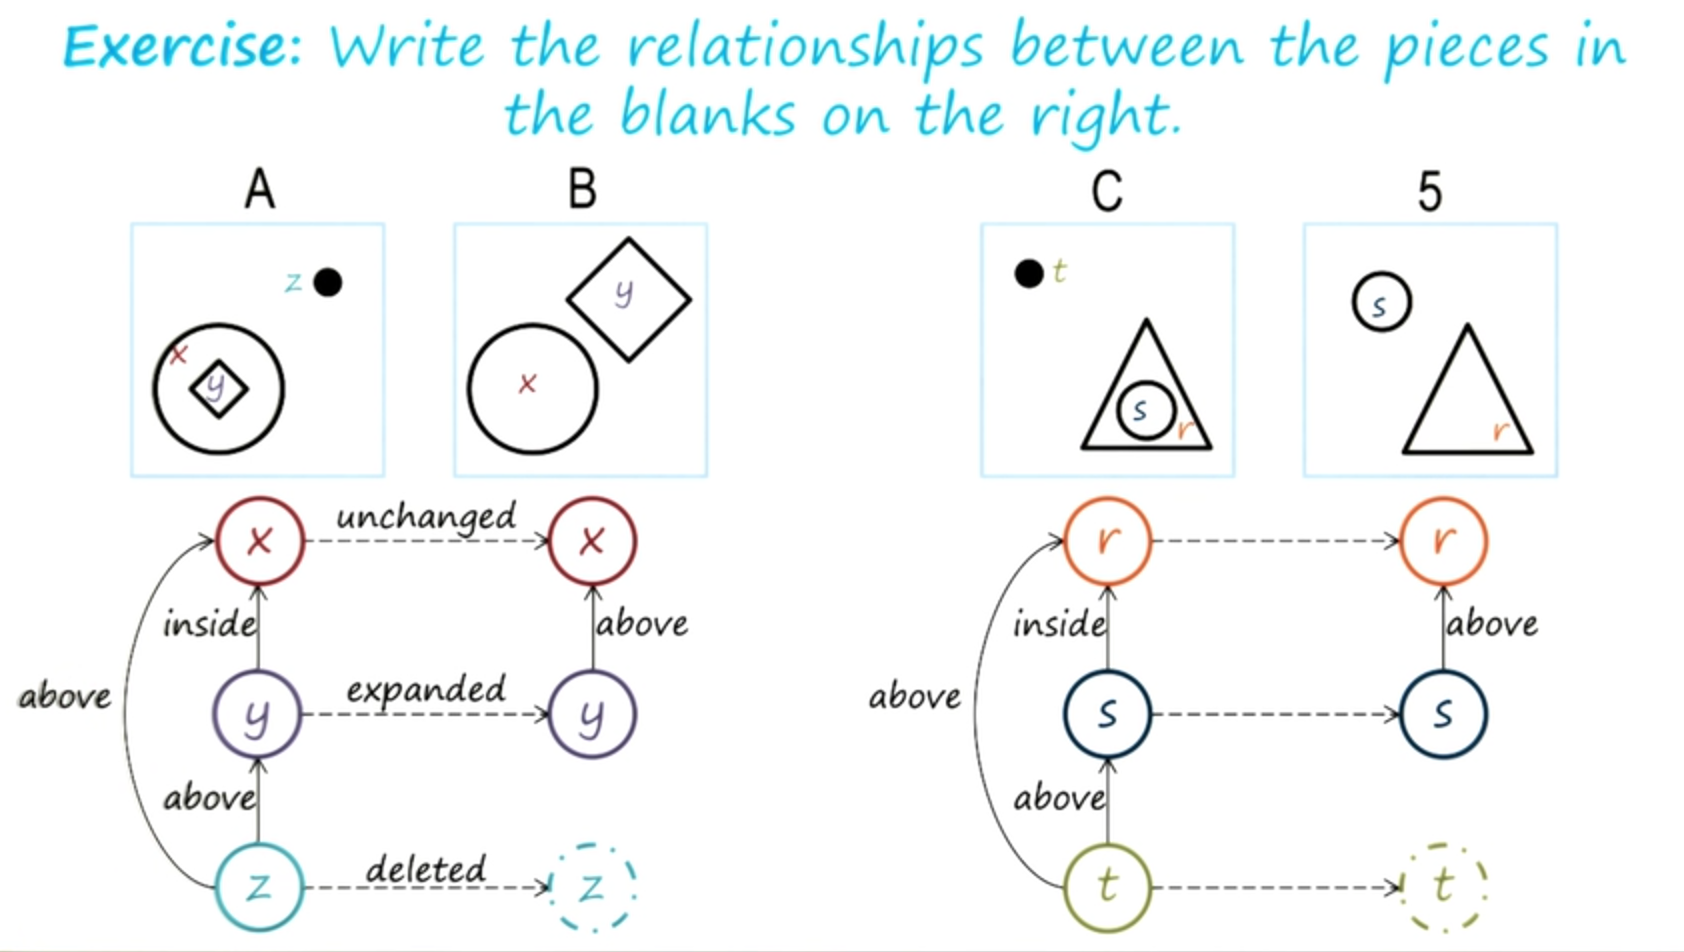 Exercise: Write the relationships between the pieces in
the blanks on the right.
A B C 5
z y t s
x y x s r r
x unchanged x r r
inside above inside above
above y expanded y above s s
above above
z deleted z t t